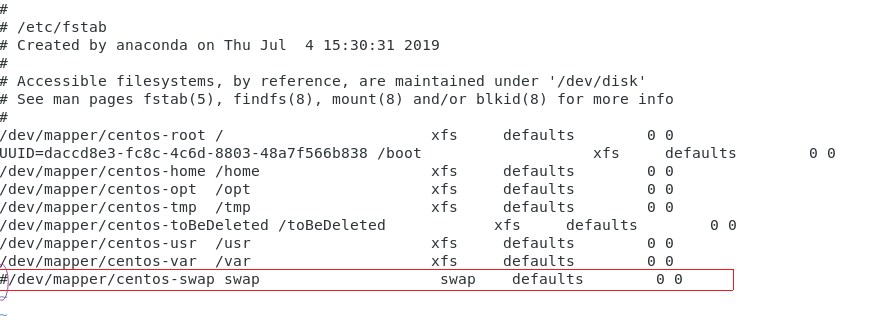 #
# /etc/fstab
# Created by anaconda on Thu Jul  4 15:30:31 2019
#
# Accessible filesystems, by reference, are maintained under '/dev/disk'
# See man pages fstab(5), findfs(8), mount(8) and/or blkid(8) for more info
#
/dev/mapper/centos-root /                       xfs     defaults        0 0
UUID=daccd8e3-fc8c-4c6d-8803-48a7f566b838 /boot                   xfs     defaults        0 0
/dev/mapper/centos-home /home                   xfs     defaults        0 0
/dev/mapper/centos-opt  /opt                    xfs     defaults        0 0
/dev/mapper/centos-tmp  /tmp                    xfs     defaults        0 0
/dev/mapper/centos-toBeDeleted /toBeDeleted            xfs     defaults        0 0
/dev/mapper/centos-usr  /usr                    xfs     defaults        0 0
/dev/mapper/centos-var  /var                    xfs     defaults        0 0
#/dev/mapper/centos-swap swap                    swap    defaults        0 0
~
~